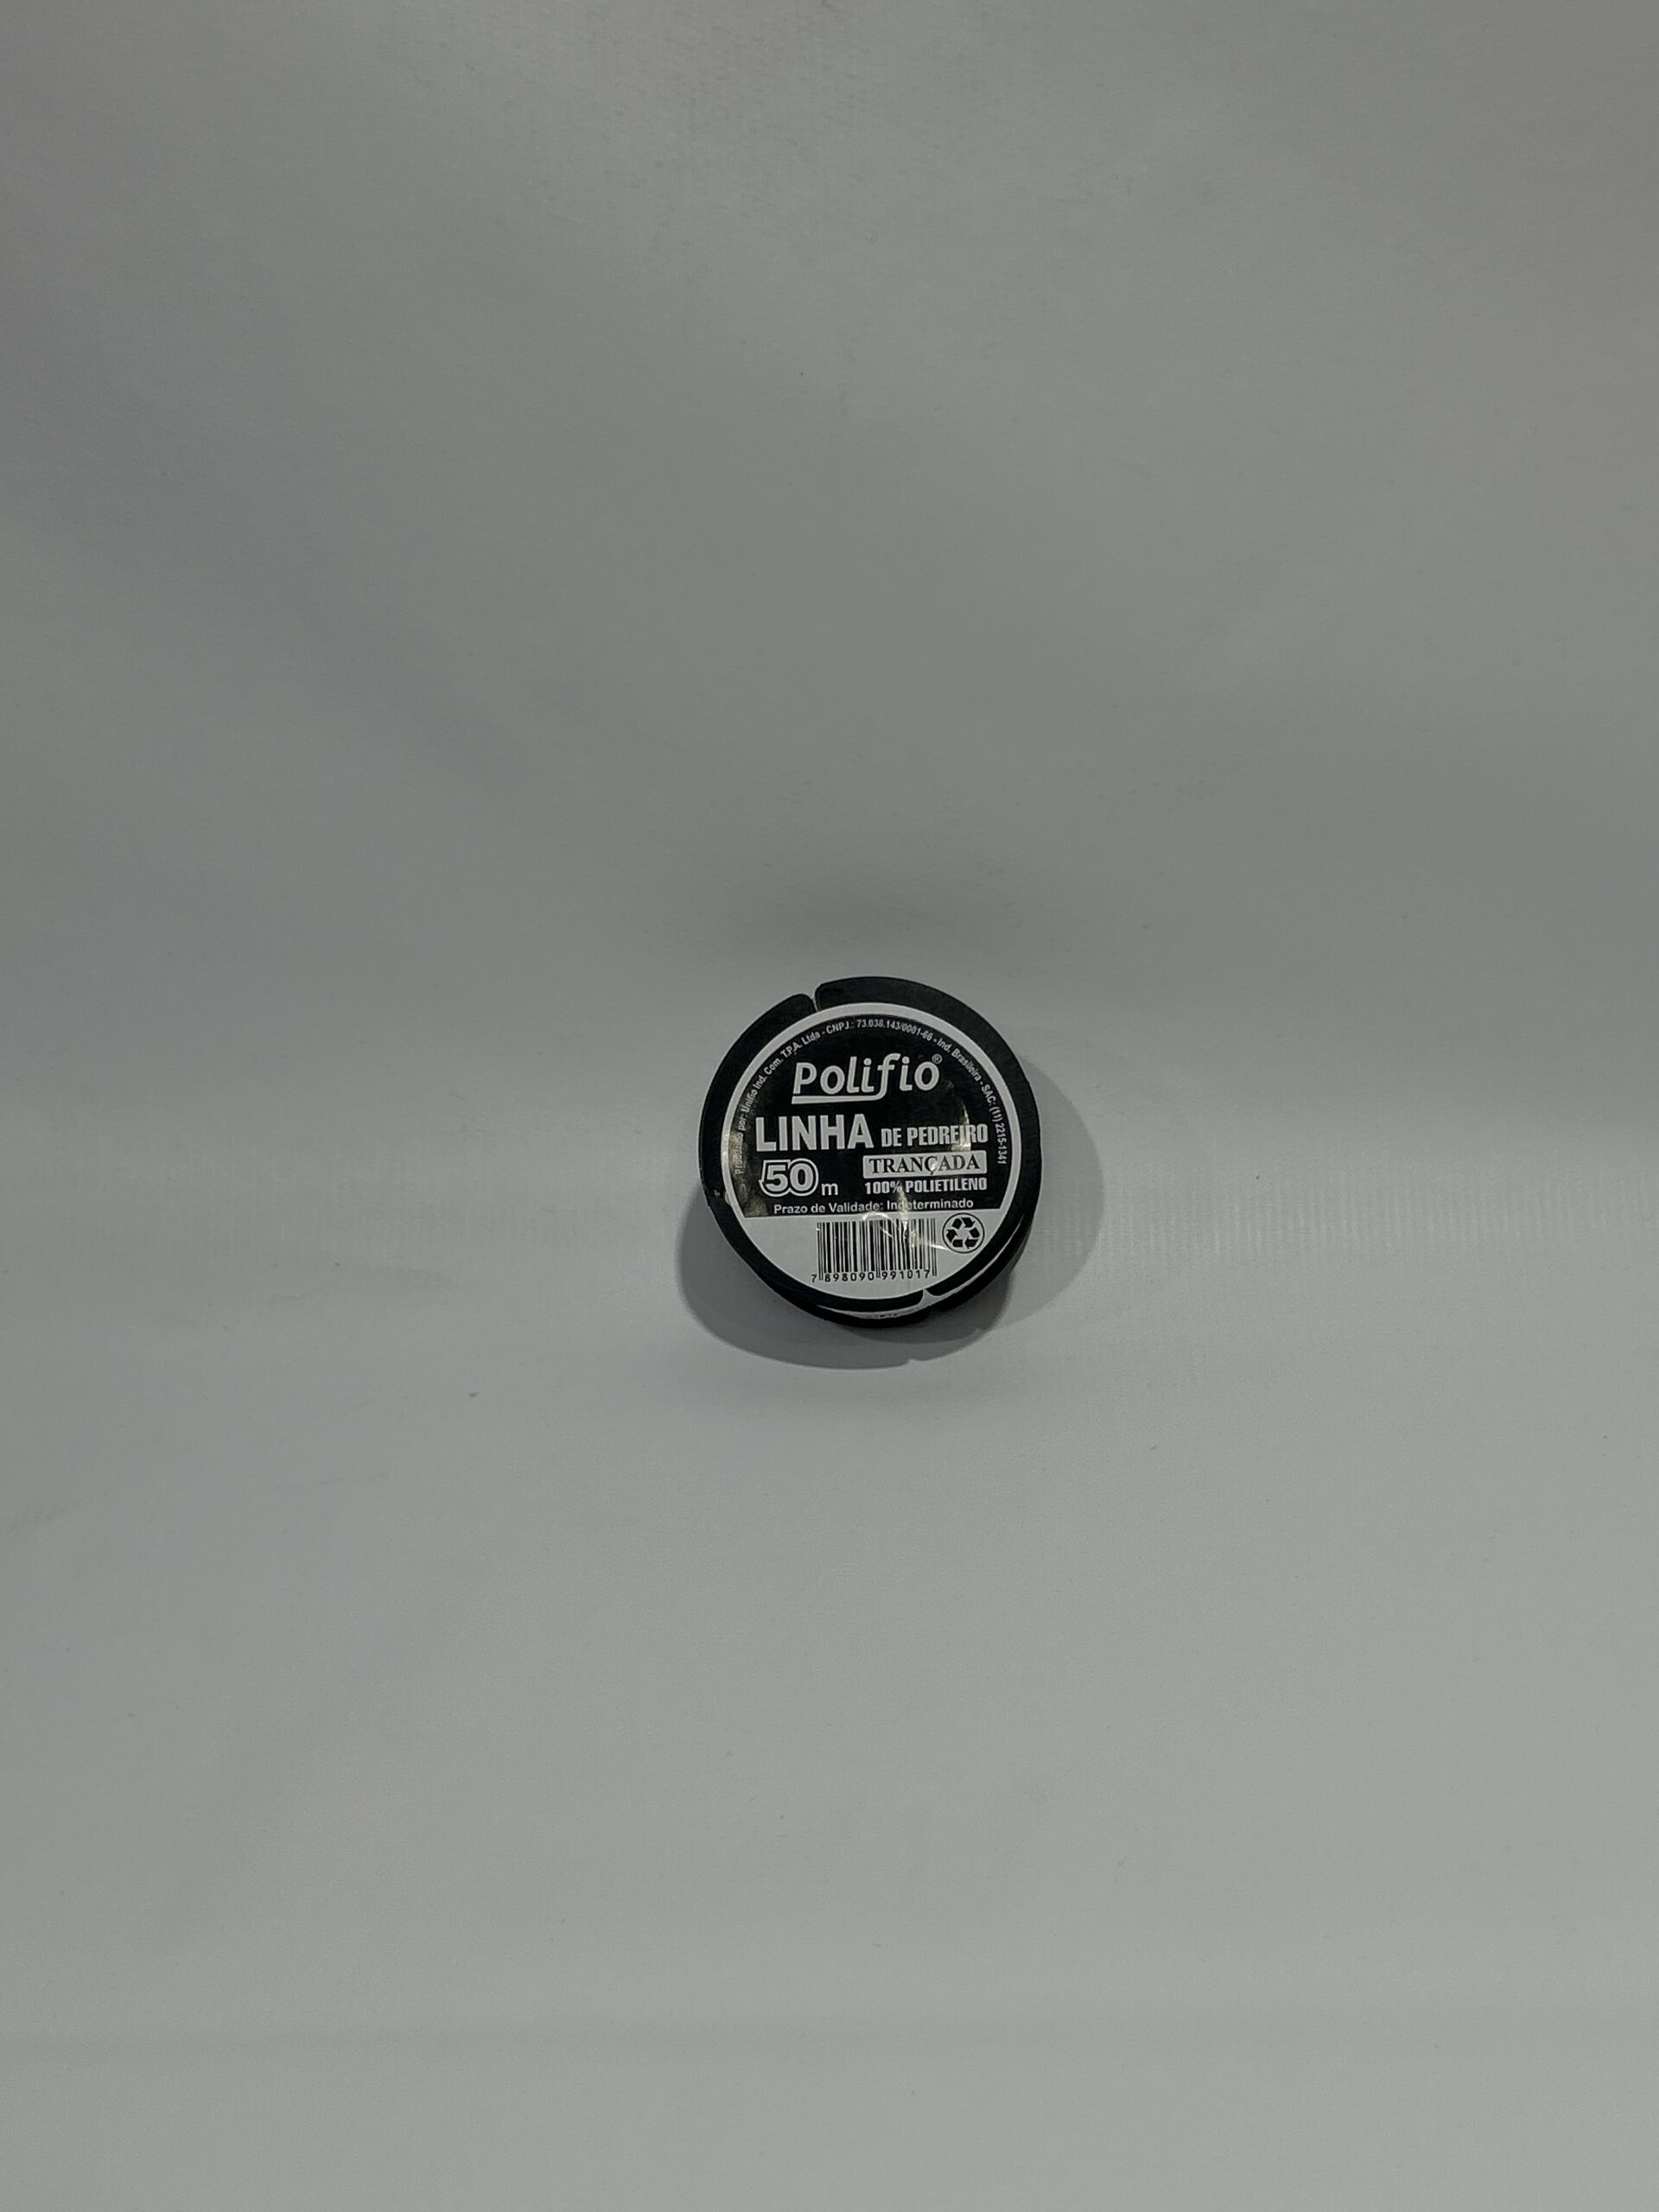 Produzido por: Unifio Ind. Com. T.P.A. Ltda - CNPJ.: 73.036.143/0001-66 - Ind. Brasileira - SAC: (11) 2215-1341
Polifio®
LINHA DE PEDREIRO
50m TRANÇADA
100% POLIETILENO
Prazo de Validade: Indeterminado
7 898090 991017